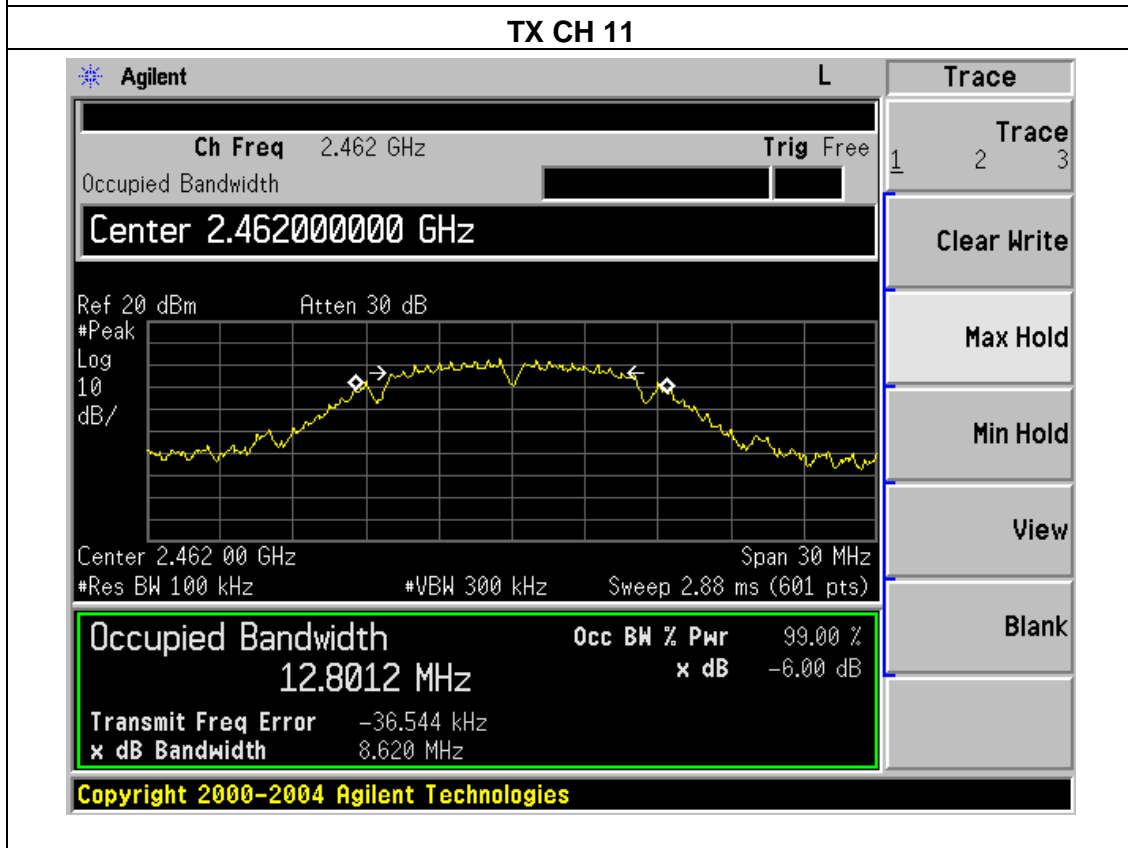 TX CH 11
Agilent L Trace
Ch Freq 2.462 GHz Trig Free
Occupied Bandwidth
Center 2.462000000 GHz
Ref 20 dBm Atten 30 dB
#Peak
Log
10
dB/
Center 2.462 00 GHz Span 30 MHz
#Res BW 100 kHz #VBW 300 kHz Sweep 2.88 ms (601 pts)
Occupied Bandwidth Occ BW % Pwr 99.00 %
12.8012 MHz x dB -6.00 dB
Transmit Freq Error -36.544 kHz
x dB Bandwidth 8.620 MHz
Trace
1 2 3
Clear Write
Max Hold
Min Hold
View
Blank
Copyright 2000-2004 Agilent Technologies